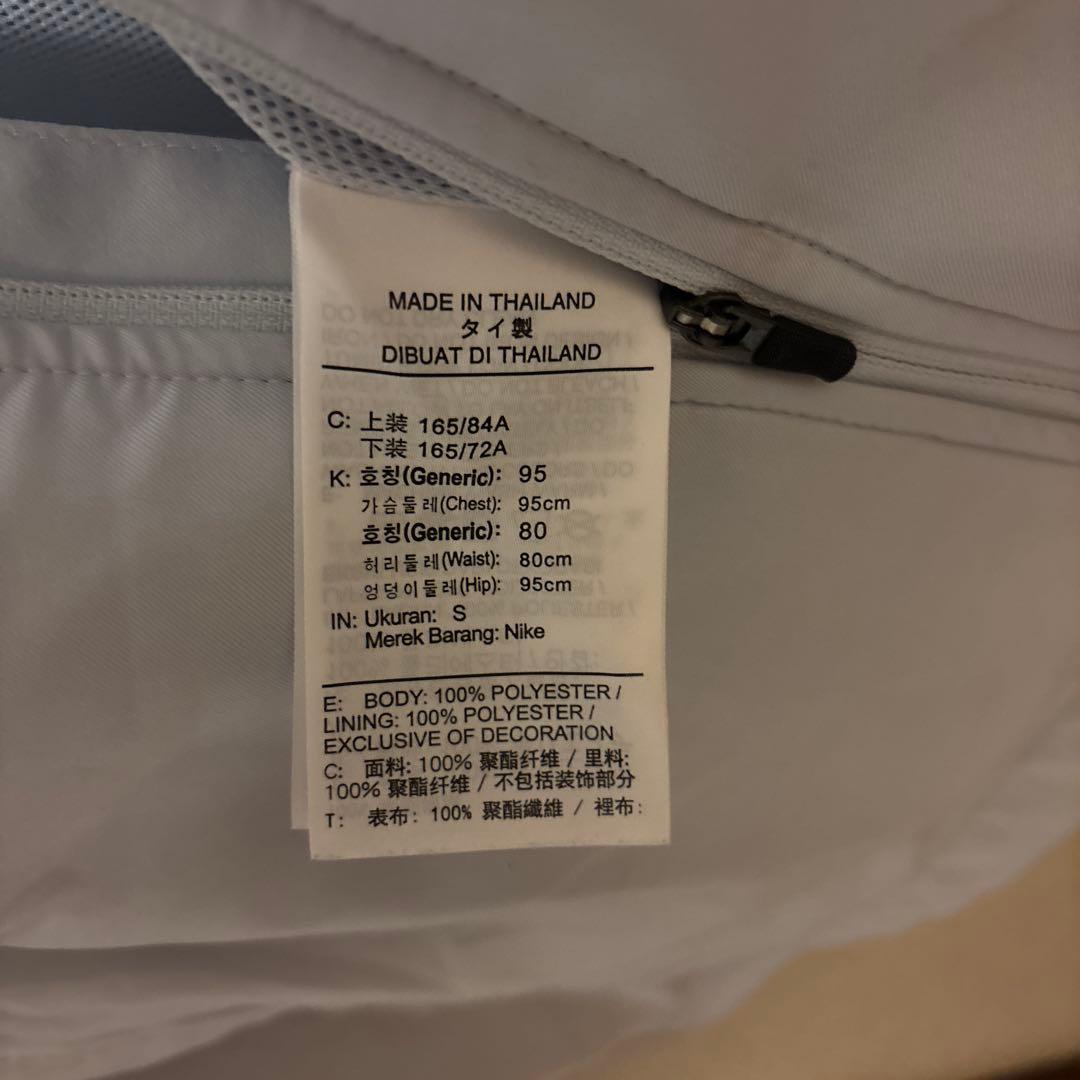 MADE IN THAILAND
タイ製
DIBUAT DI THAILAND
C: 上装 165/84A
下装 165/72A
K: 호칭(Generic): 95
가슴둘레(Chest): 95cm
호칭(Generic): 80
허리둘레(Waist): 80cm
엉덩이둘레(Hip): 95cm
IN: Ukuran: S
Merek Barang: Nike
E: BODY: 100% POLYESTER /
LINING: 100% POLYESTER /
EXCLUSIVE OF DECORATION
C: 面料: 100% 聚酯纤维 / 里料:
100% 聚酯纤维 / 不包括装饰部分
T: 表布: 100% 聚酯纖維 / 裡布: